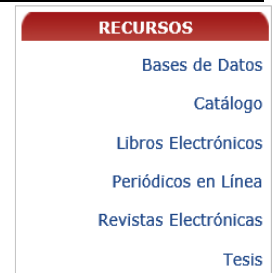 RECURSOS
Bases de Datos
Catálogo
Libros Electrónicos
Periódicos en Línea
Revistas Electrónicas
Tesis